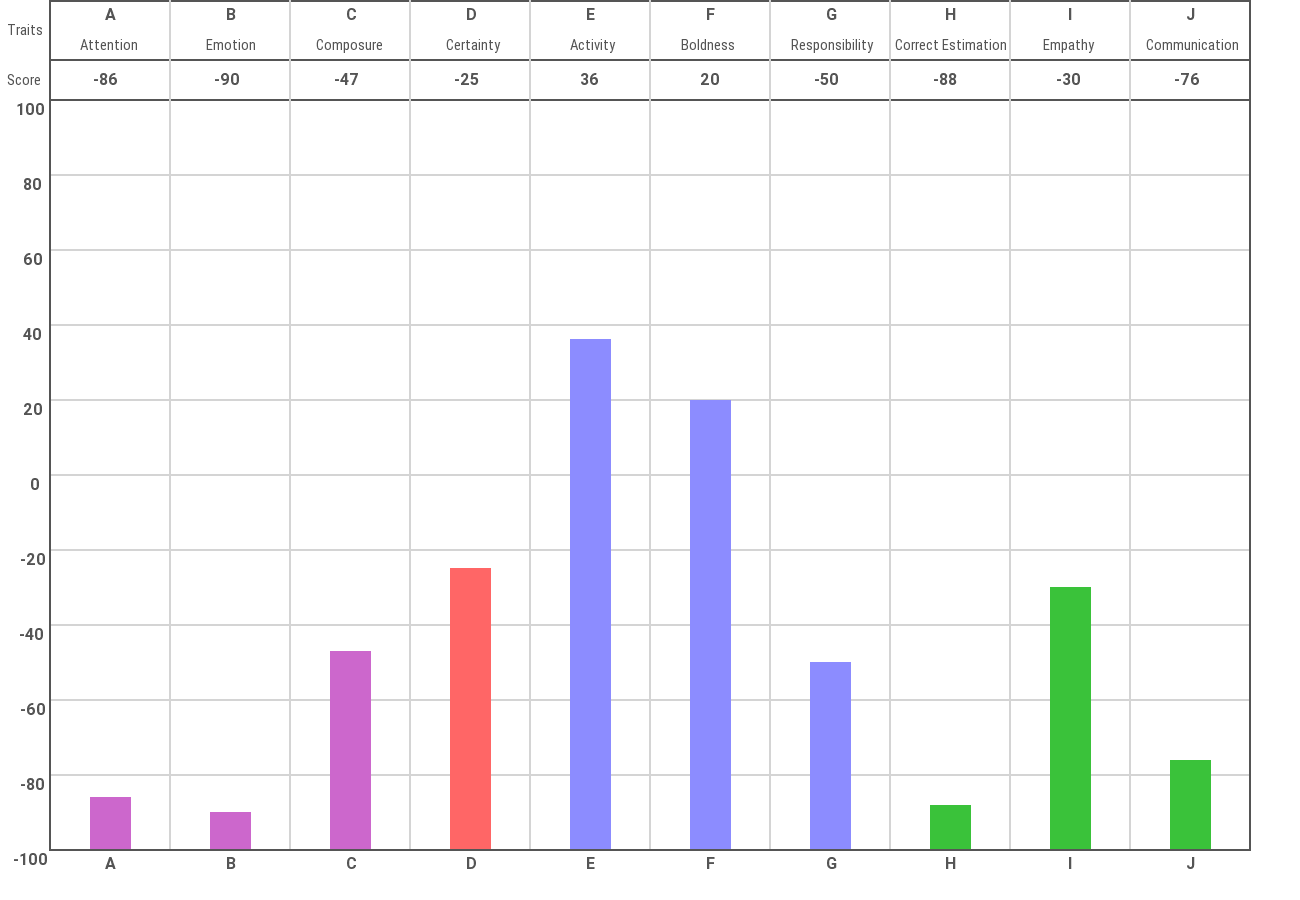 A B C D E F G H I J
Traits
Attention Emotion Composure Certainty Activity Boldness Responsibility Correct Estimation Empathy Communication
Score -86 -90 -47 -25 36 20 -50 -88 -30 -76
100
80
60
40
20
0
-20
-40
-60
-80
-100
A B C D E F G H I J